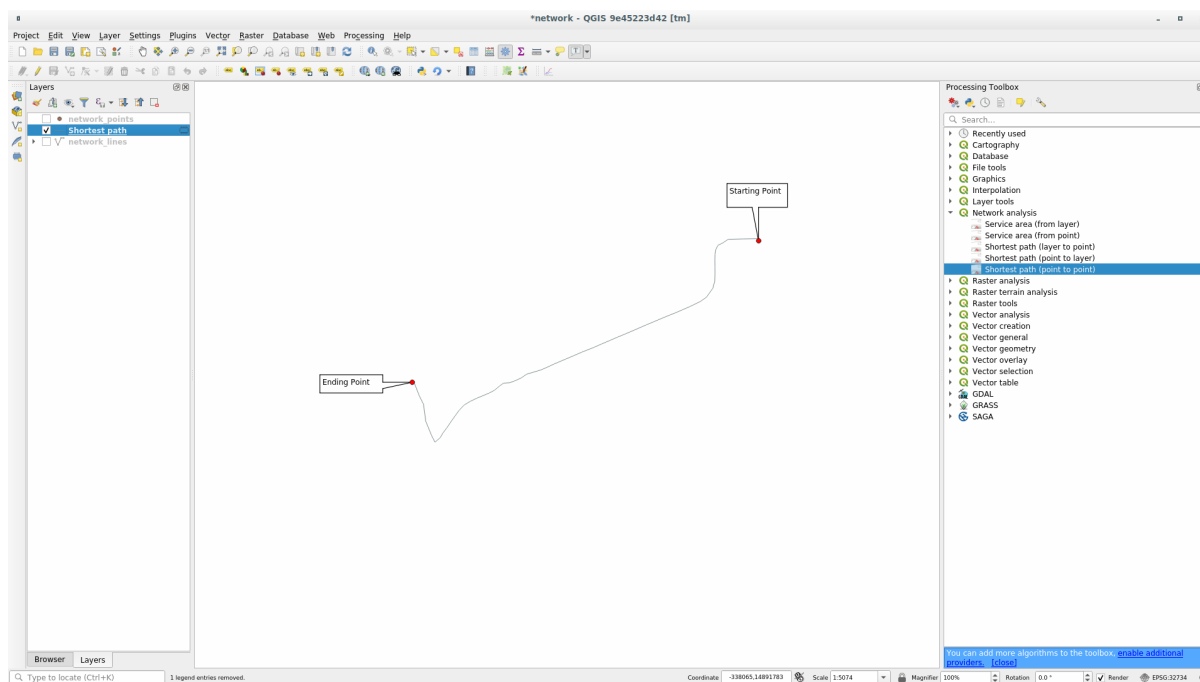 *network - QGIS 9e45223d42 [tm]
Project Edit View Layer Settings Plugins Vector Raster Database Web Processing Help
Layers
network_points
Shortest path
network_lines
Starting Point
Ending Point
Processing Toolbox
Search...
Recently used
Cartography
Database
File tools
Graphics
Interpolation
Layer tools
Network analysis
Service area (from layer)
Service area (from point)
Shortest path (layer to point)
Shortest path (point to layer)
Shortest path (point to point)
Raster analysis
Raster terrain analysis
Raster tools
Vector analysis
Vector creation
Vector general
Vector geometry
Vector overlay
Vector selection
Vector table
GDAL
GRASS
SAGA
You can add more algorithms to the toolbox, enable additional
providers. [close]
Browser Layers
Type to locate (Ctrl+K) 1 legend entries removed. Coordinate -338065,14891783 Scale 1:5074 Magnifier 100% Rotation 0.0 ° Render EPSG:32734